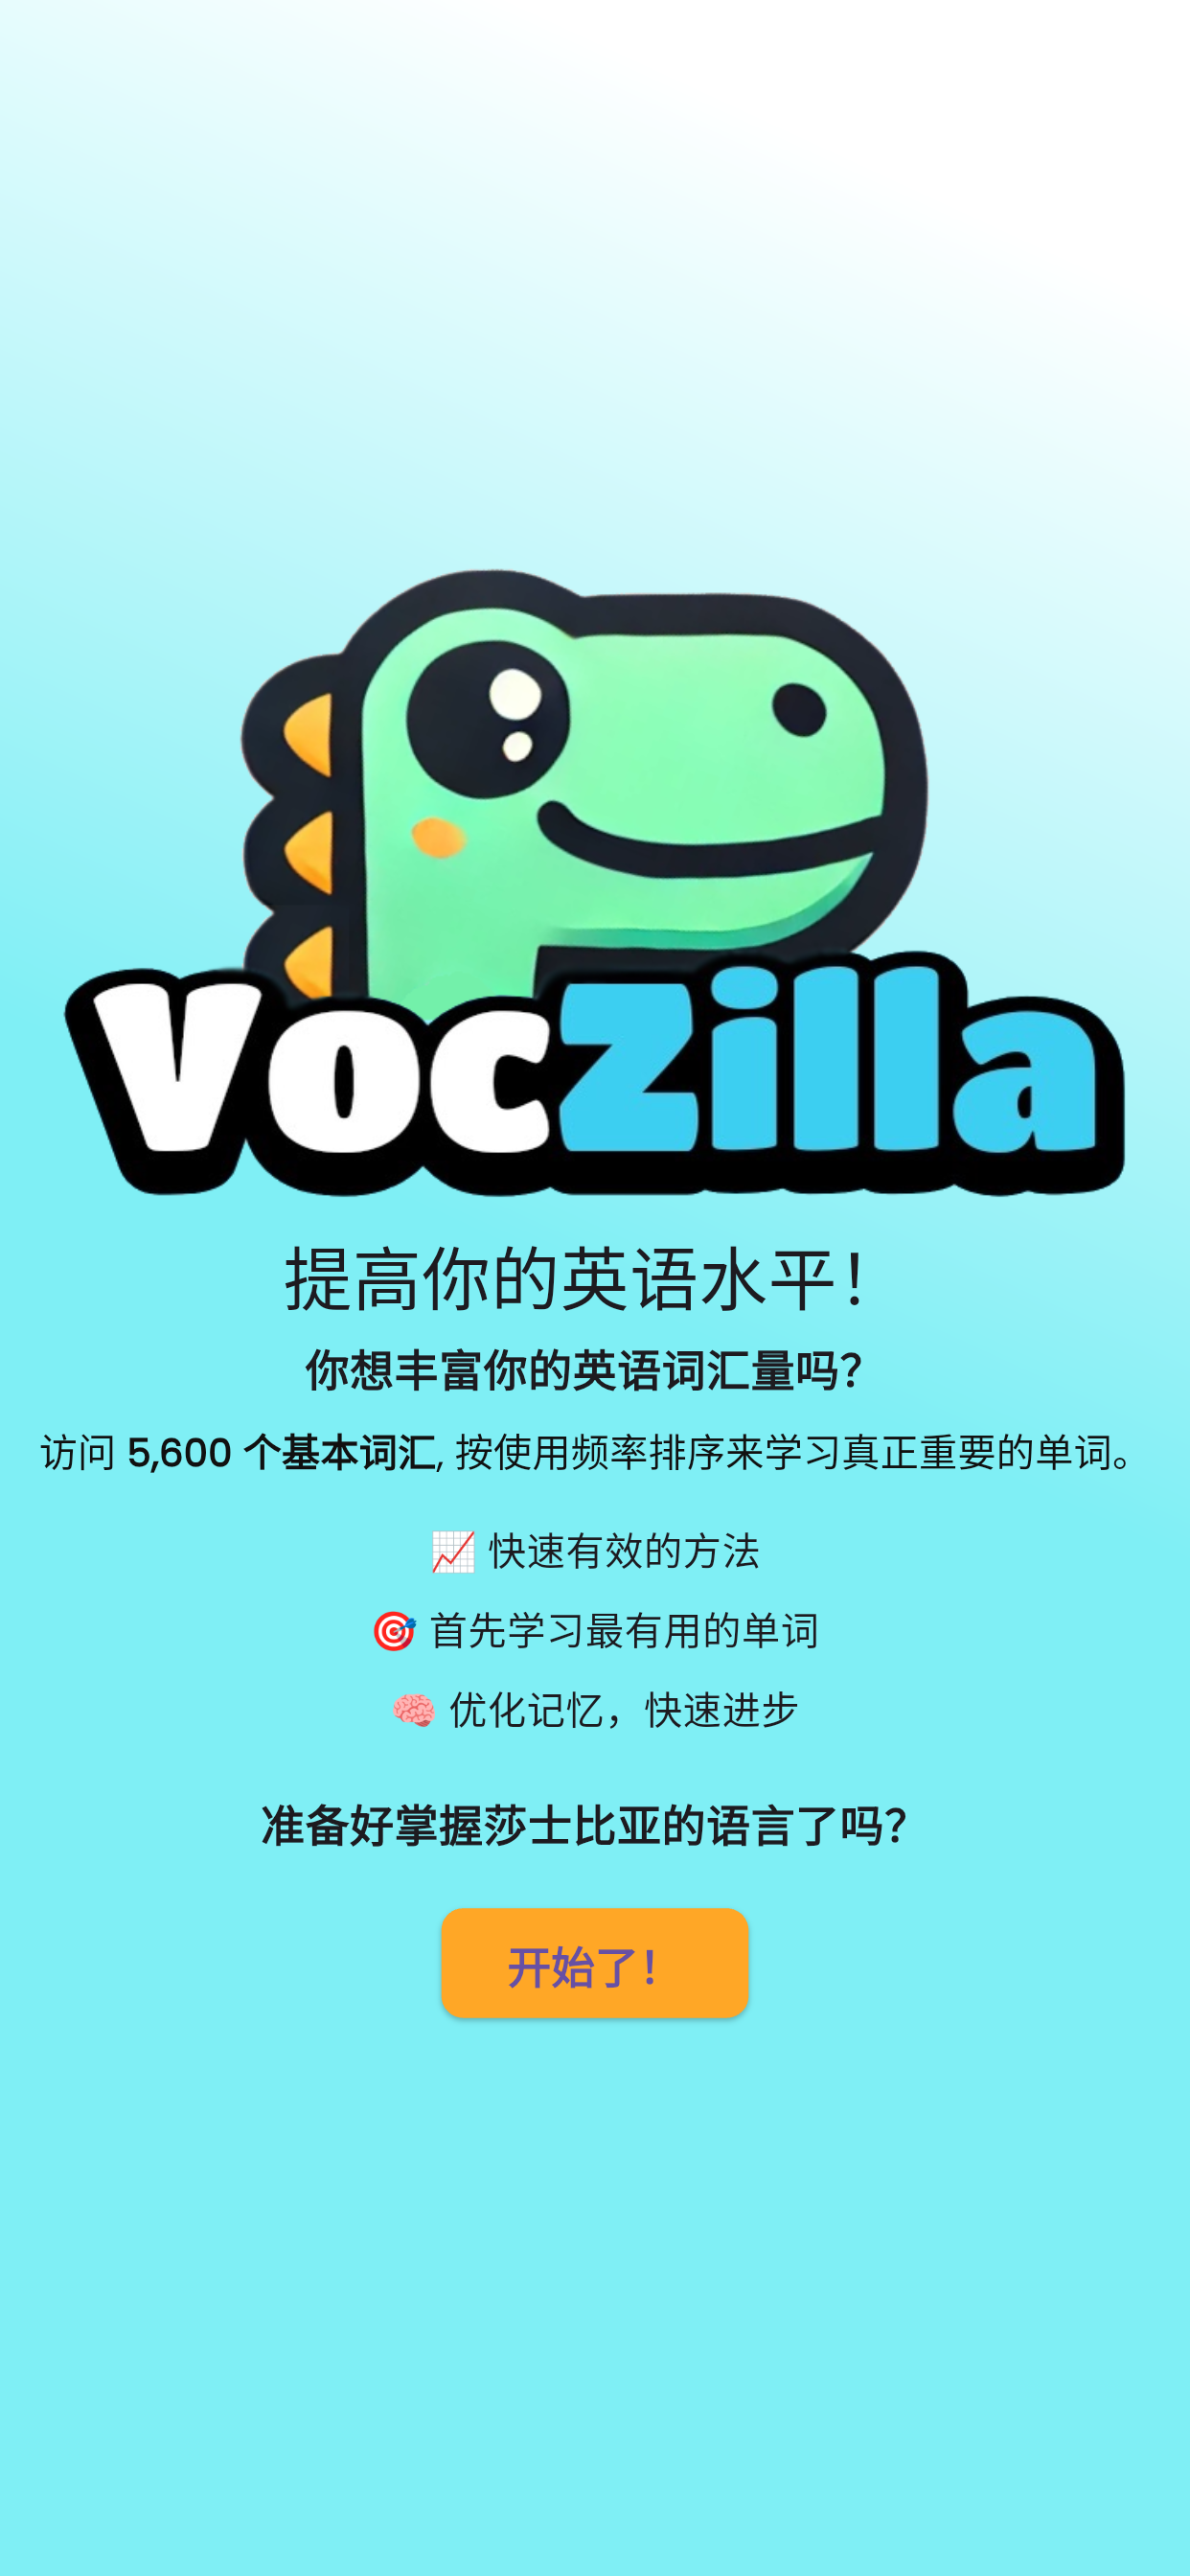 VocZilla
提高你的英语水平！
你想丰富你的英语词汇量吗？
访问 5,600 个基本词汇, 按使用频率排序来学习真正重要的单词。
📈 快速有效的方法
🎯 首先学习最有用的单词
🧠 优化记忆，快速进步
准备好掌握莎士比亚的语言了吗？
开始了！